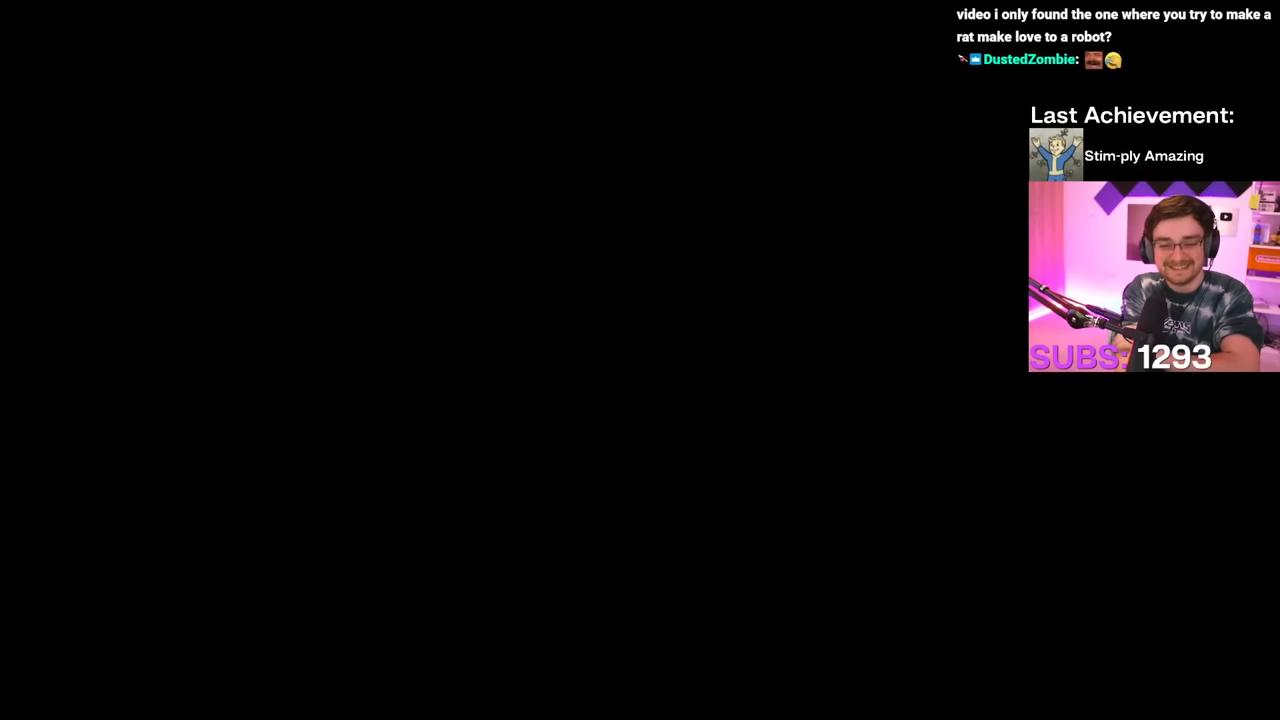 video i only found the one where you try to make a
rat make love to a robot?
DustedZombie:
Last Achievement:
Stim-ply Amazing
SUBS: 1293